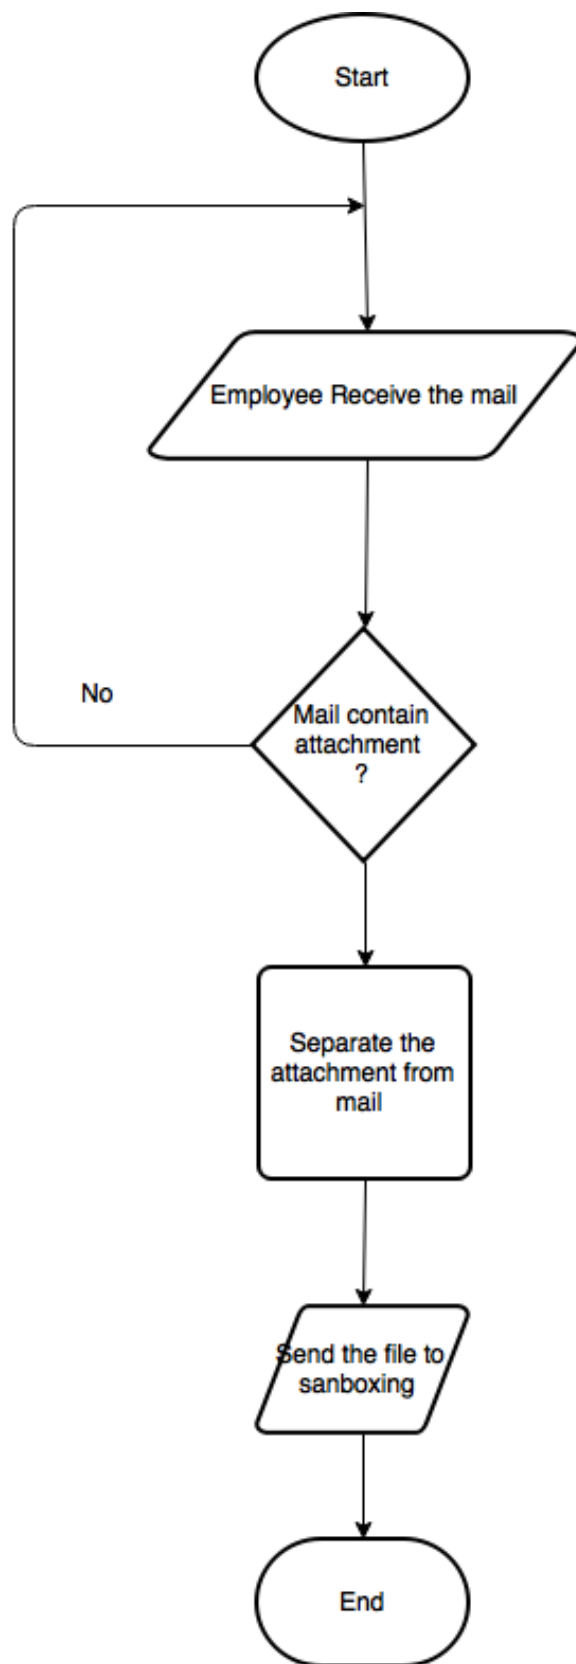 Start
Employee Receive the mail
No
Mail contain
attachment
?
Separate the
attachment from
mail
Send the file to
sanboxing
End